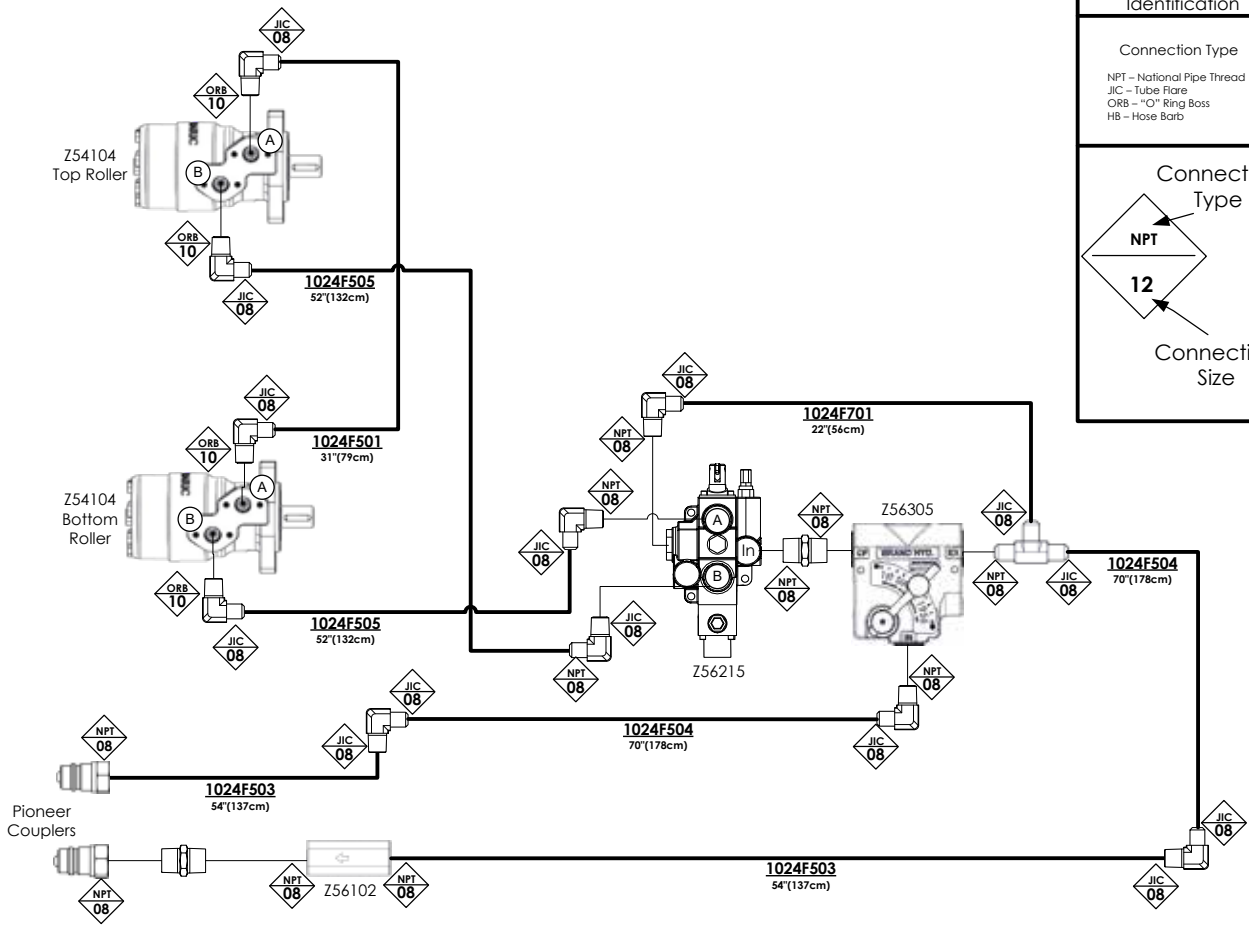 Identification
Connection Type
NPT – National Pipe Thread
JIC – Tube Flare
ORB – "O" Ring Boss
HB – Hose Barb
Type
NPT
12
Size
JIC
08
ORB
10
A
B
Z54104
Top Roller
ORB
10
JIC
08
1024F505
52"(132cm)
JIC
08
ORB
10
1024F501
31"(79cm)
A
B
Z54104
Bottom
Roller
ORB
10
JIC
08
1024F505
52"(132cm)
JIC
08
NPT
08
1024F701
22"(56cm)
NPT
08
JIC
08
A
In
B
NPT
08
NPT
08
Z56305
CF
BRAND HYD.
EX
IN
JIC
08
NPT
08
JIC
08
1024F504
70"(178cm)
JIC
08
NPT
08
Z56215
NPT
08
JIC
08
JIC
08
JIC
08
1024F504
70"(178cm)
NPT
08
1024F503
54"(137cm)
Pioneer
Couplers
NPT
08
NPT
08
Z56102
NPT
08
1024F503
54"(137cm)
JIC
08
JIC
08